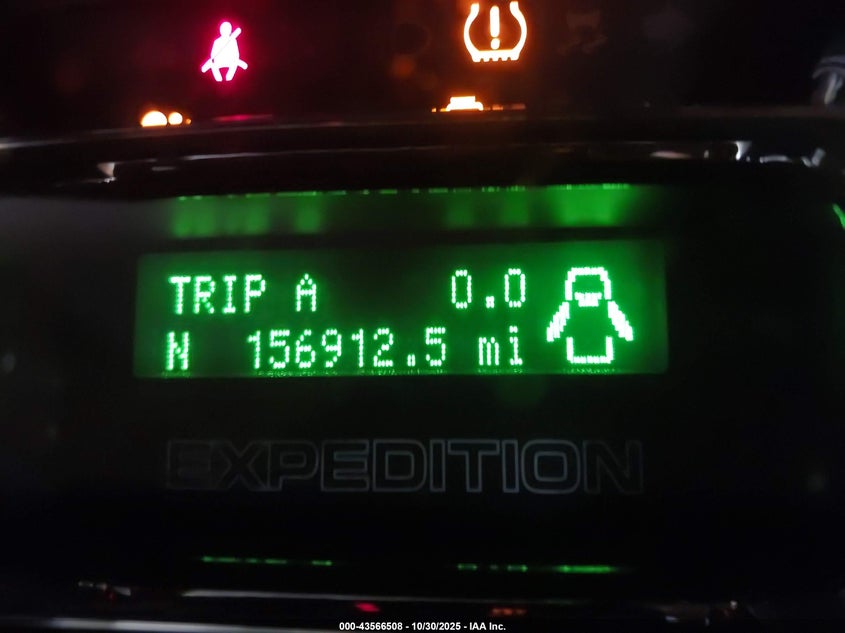 TRIP A 0.0
N 156912.5 mi
EXPEDITION
000-43566508 - 10/30/2025 - IAA Inc.